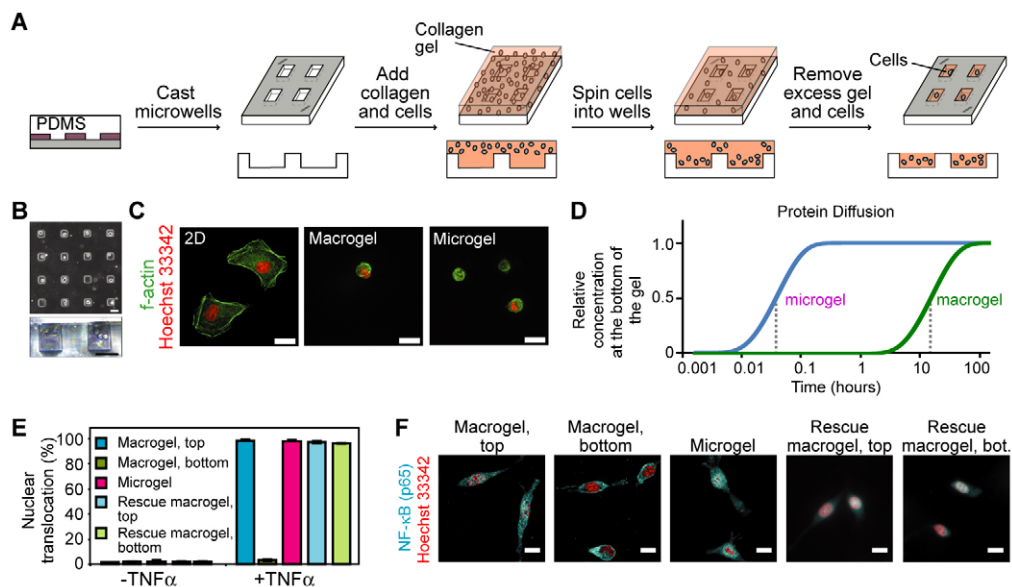 A
PDMS
Cast
microwells
Add
collagen
and cells
Collagen
gel
Spin cells
into wells
Remove
excess gel
and cells
Cells
B
C
f-actin
Hoechst 33342
2D
Macrogel
Microgel
D
Protein Diffusion
Relative
concentration
at the bottom of
the gel
1.0
0.5
0
microgel
macrogel
0.001
0.01
0.1
1
10
100
Time (hours)
E
Nuclear
translocation (%)
100
80
60
40
20
0
Macrogel, top
Macrogel, bottom
Microgel
Rescue macrogel,
top
Rescue macrogel,
bottom
-TNFα
+TNFα
F
NF-κB (p65)
Hoechst 33342
Macrogel,
top
Macrogel,
bottom
Microgel
Rescue
macrogel, top
Rescue
macrogel, bot.